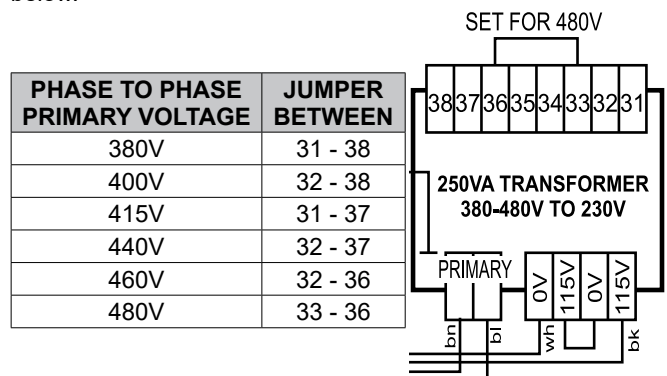 SET FOR 480V
PHASE TO PHASE PRIMARY VOLTAGE JUMPER BETWEEN
380V 31 - 38
400V 32 - 38
415V 31 - 37
440V 32 - 37
460V 32 - 36
480V 33 - 36
38 37 36 35 34 33 32 31
250VA TRANSFORMER
380-480V TO 230V
PRIMARY
0V 115V 0V 115V
bn bl wh bk